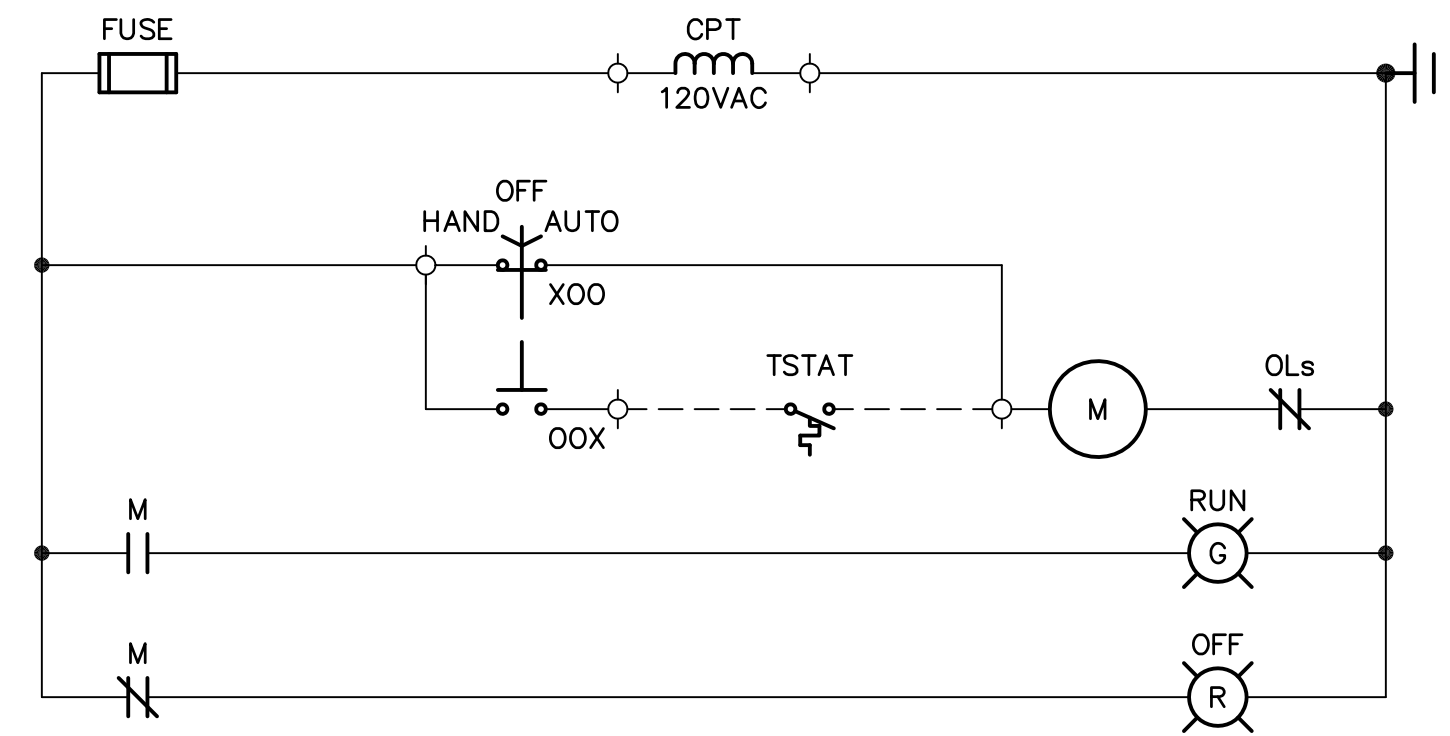 FUSE
CPT
120VAC
OFF
HAND AUTO
XOO
TSTAT
OLs
M
OOX
RUN
M
G
OFF
M
R